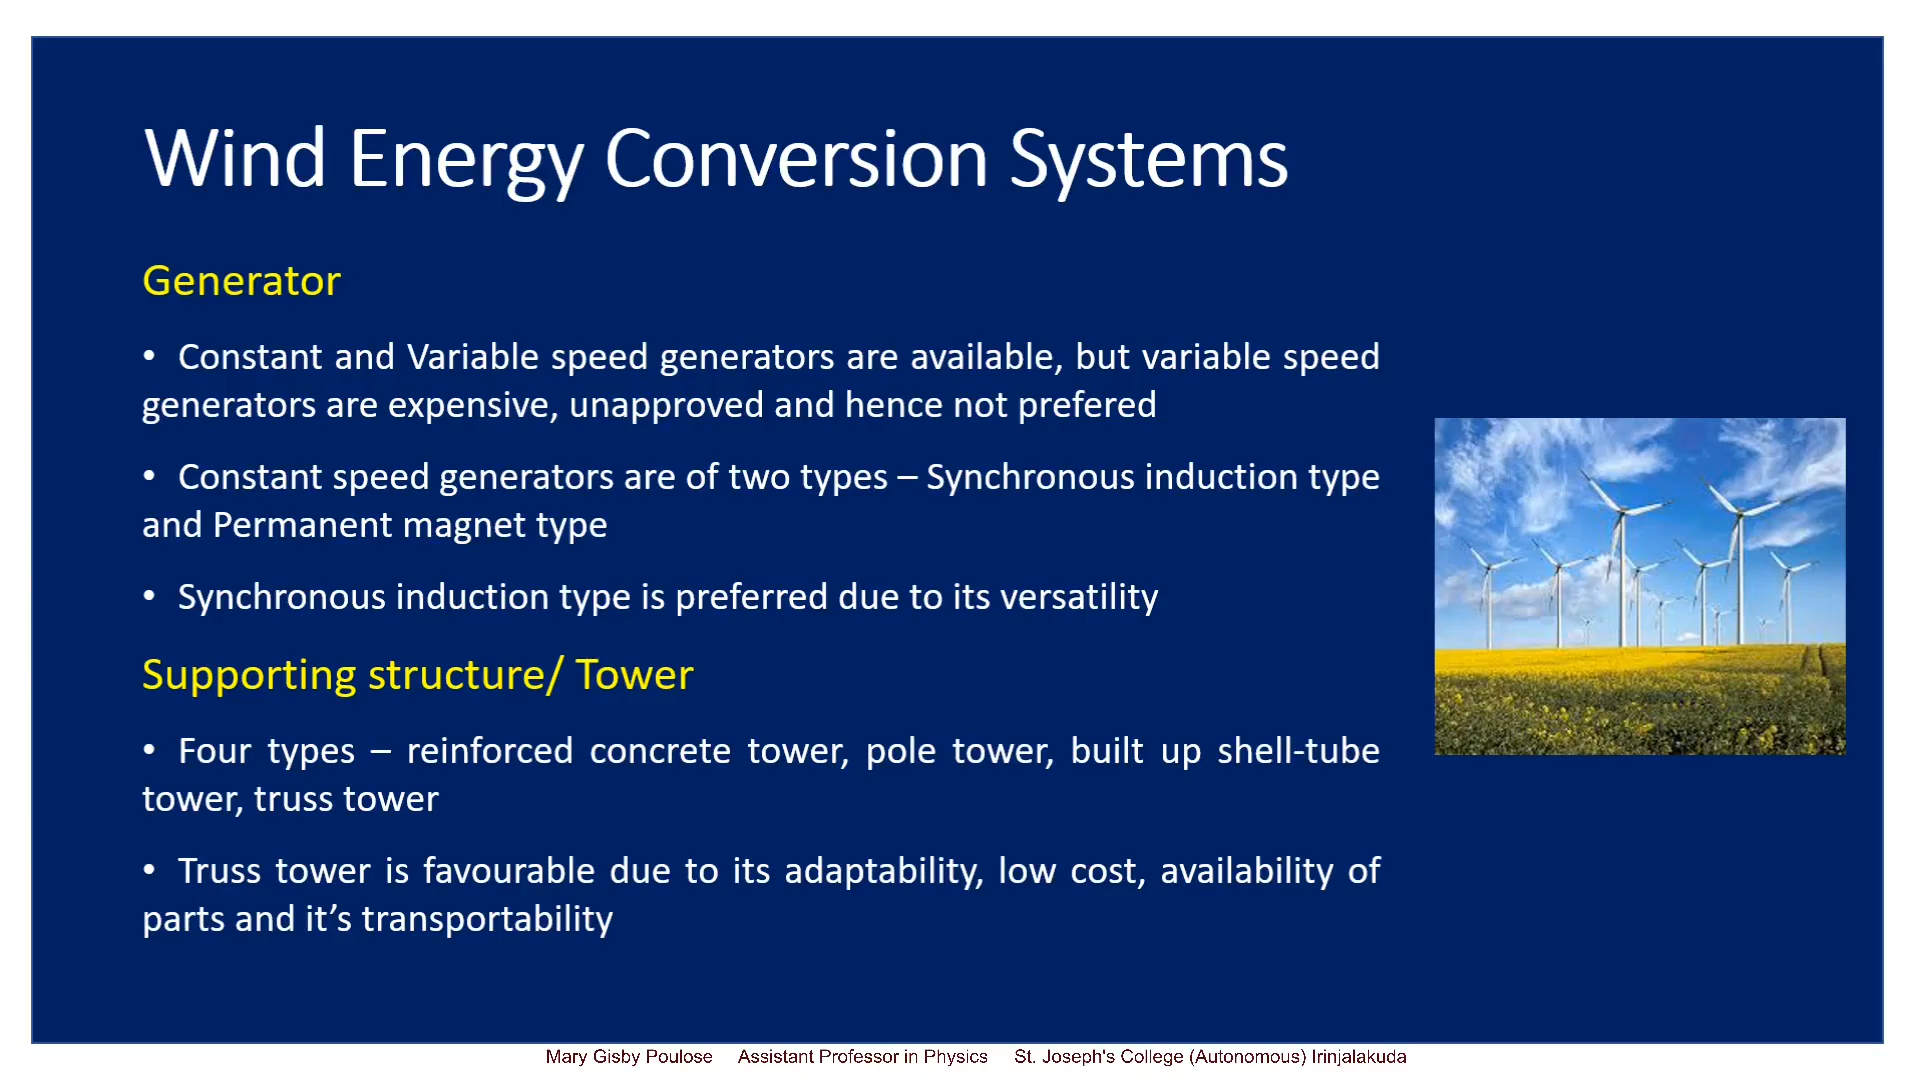 Wind Energy Conversion Systems
Generator
• Constant and Variable speed generators are available, but variable speed
generators are expensive, unapproved and hence not prefered
• Constant speed generators are of two types – Synchronous induction type
and Permanent magnet type
• Synchronous induction type is preferred due to its versatility
Supporting structure/ Tower
• Four types – reinforced concrete tower, pole tower, built up shell-tube
tower, truss tower
• Truss tower is favourable due to its adaptability, low cost, availability of
parts and it’s transportability
Mary Gisby Poulose Assistant Professor in Physics St. Joseph's College (Autonomous) Irinjalakuda